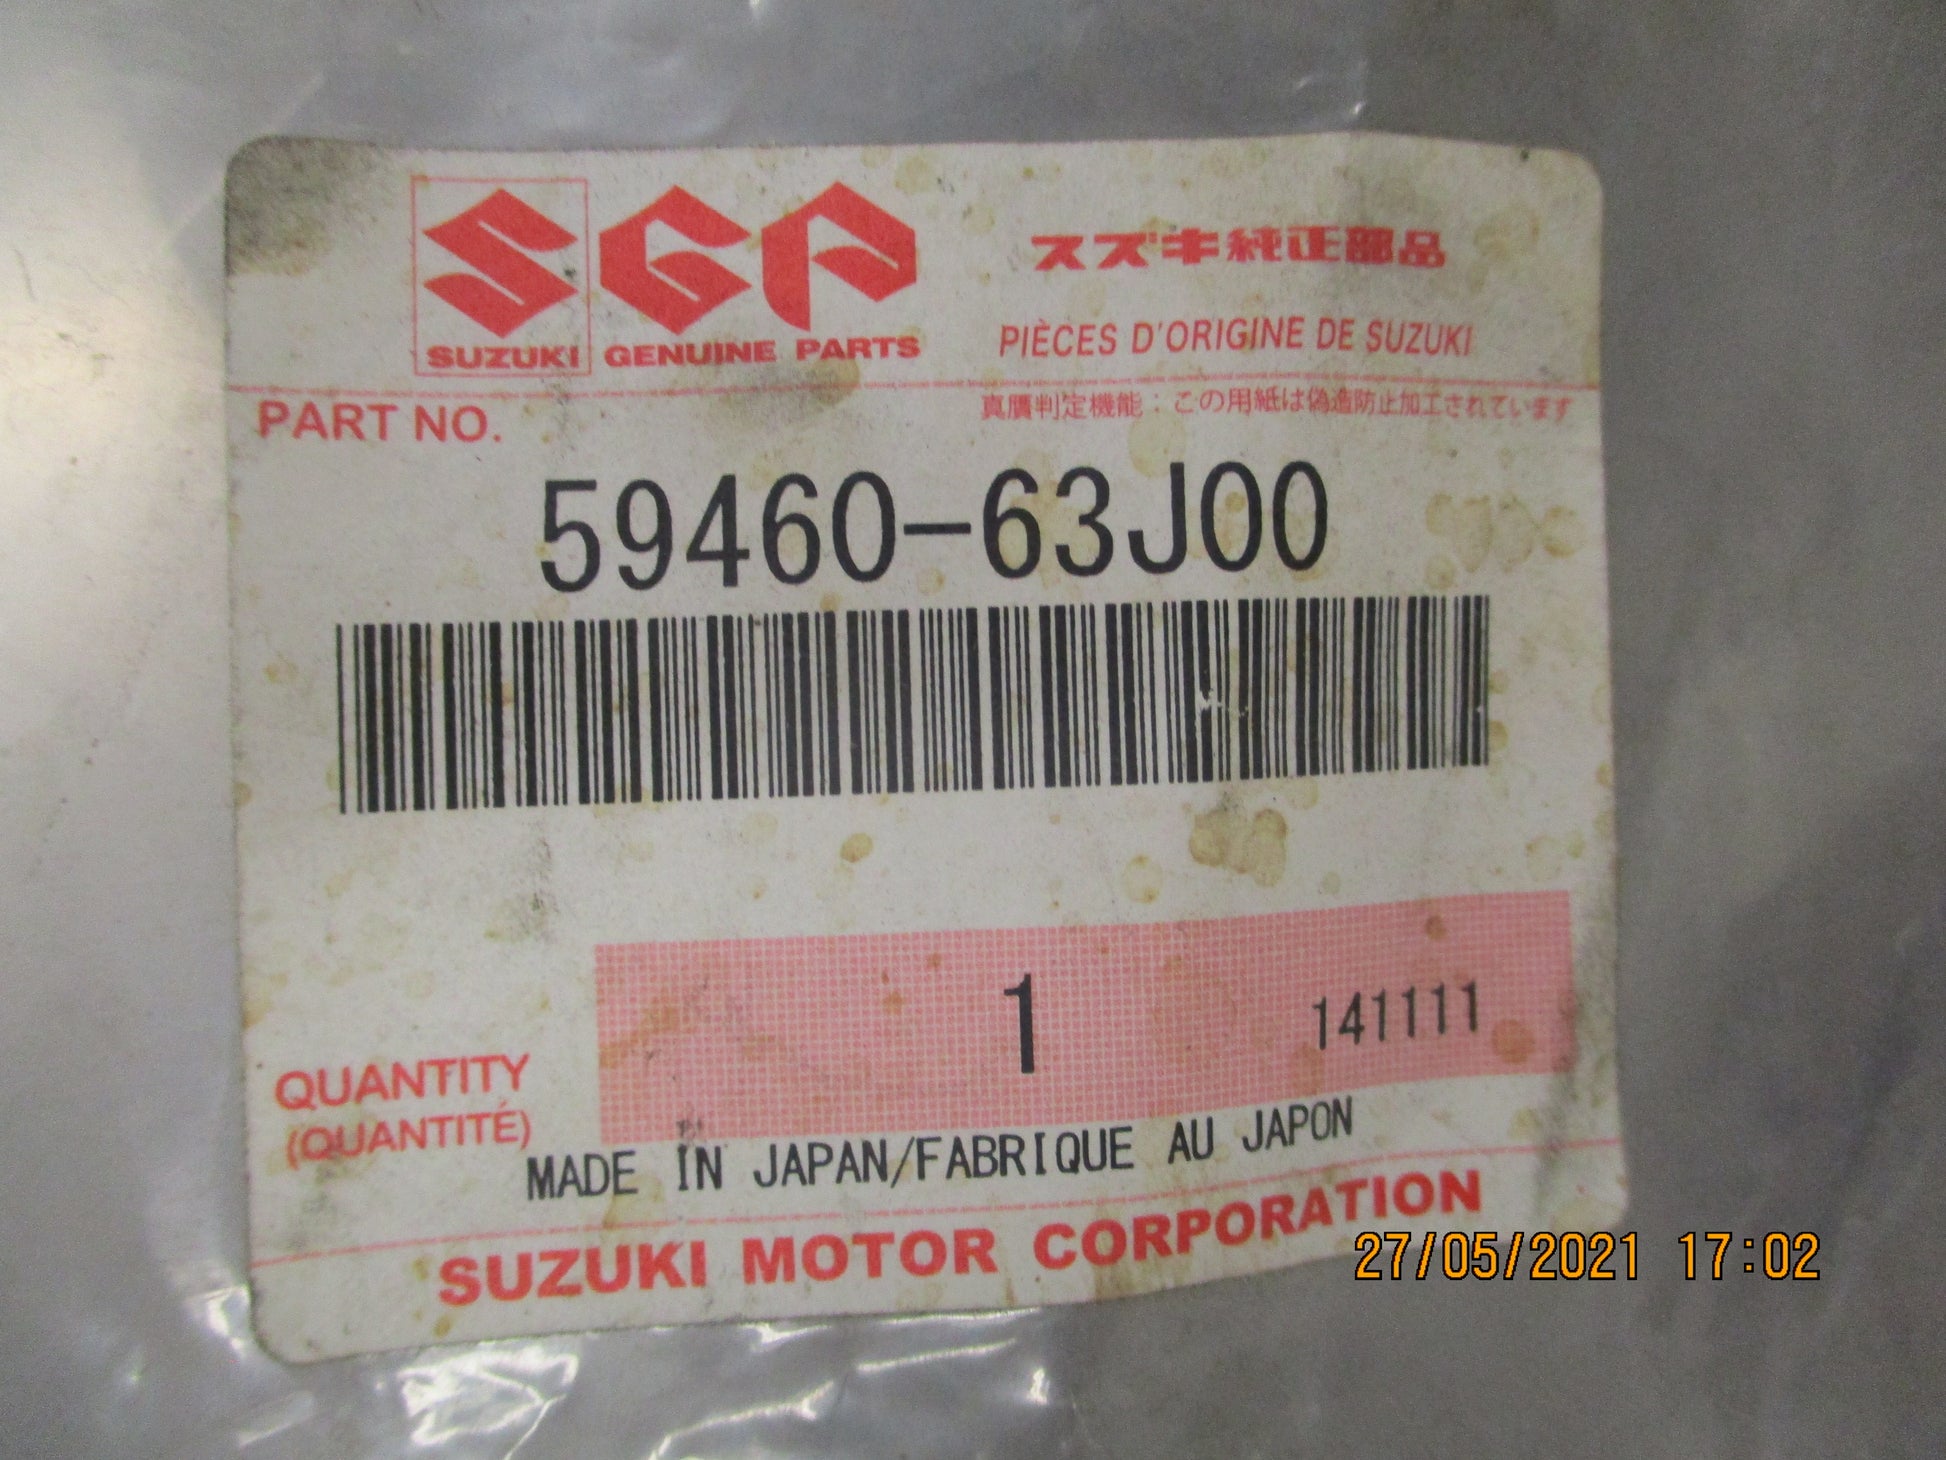 SGP
SUZUKI GENUINE PARTS
スズキ純正部品
PIÈCES D'ORIGINE DE SUZUKI
PART NO.
真贋判定機能：この用紙は偽造防止加工されています
59460-63J00
1
141111
QUANTITY
(QUANTITÉ)
MADE IN JAPAN/FABRIQUE AU JAPON
SUZUKI MOTOR CORPORATION
27/05/2021 17:02